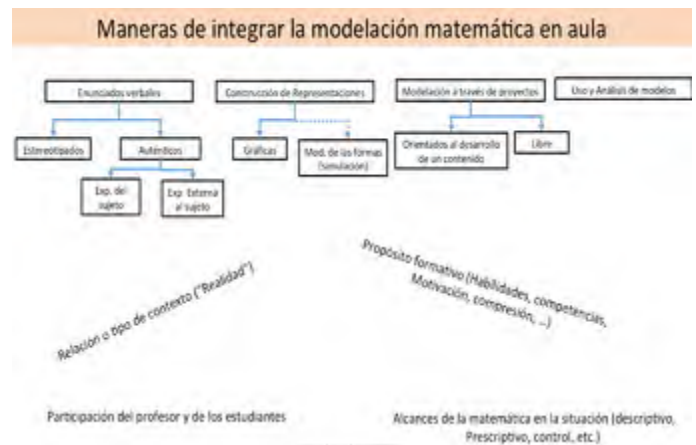 Maneras de integrar la modelación matemática en aula
Enunciados verbales
Construcción de Representaciones
Modelación a través de proyectos
Uso y Análisis de modelos
Estereotipados
Auténticos
Gráficas
Mod. de las formas
(simulación)
Orientados al desarrollo
de un contenido
Libre
Exp. del
sujeto
Exp. Externa
al sujeto
Relación o tipo de contexto ("Realidad")
Propósito formativo (Habilidades, competencias,
Motivación, compresión, ...)
Participación del profesor y de los estudiantes
Alcances de la matemática en la situación (descriptivo,
Prescriptivo, control, etc.)